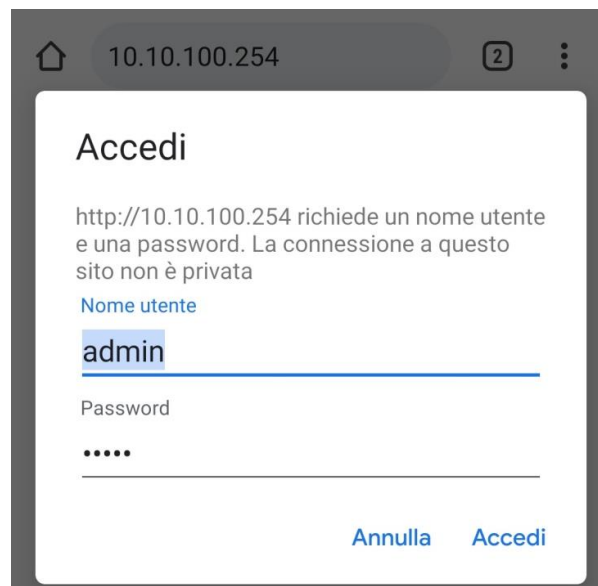 10.10.100.254
2
Accedi
http://10.10.100.254 richiede un nome utente
e una password. La connessione a questo
sito non è privata
Nome utente
admin
Password
•••••
Annulla
Accedi